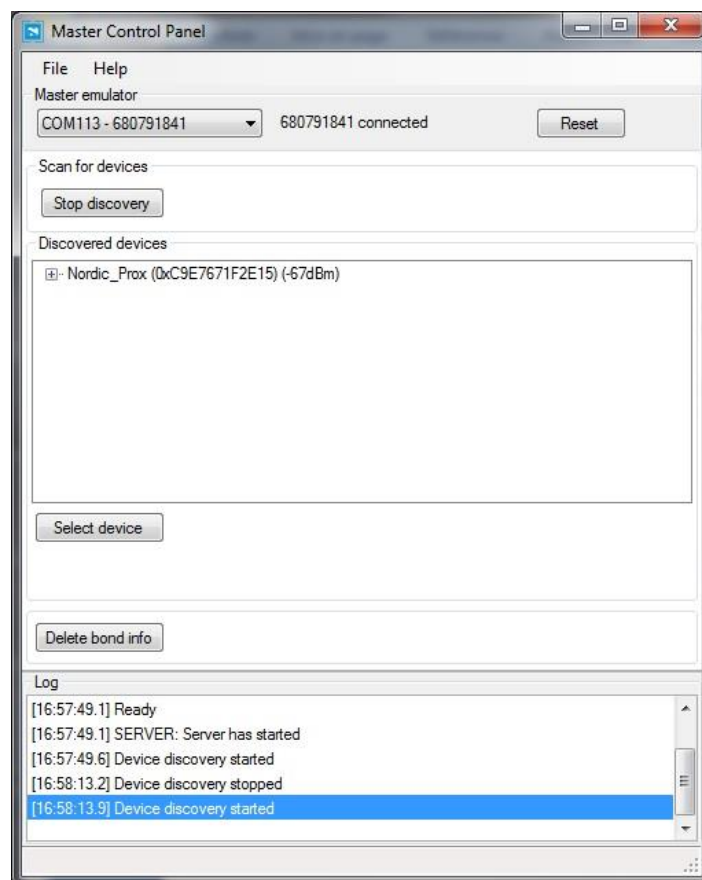 Master Control Panel
File Help
Master emulator
COM113 - 680791841 680791841 connected Reset
Scan for devices
Stop discovery
Discovered devices
Nordic_Prox (0xC9E7671F2E15) (-67dBm)
Select device
Delete bond info
Log
[16:57:49.1] Ready
[16:57:49.1] SERVER: Server has started
[16:57:49.6] Device discovery started
[16:58:13.2] Device discovery stopped
[16:58:13.9] Device discovery started